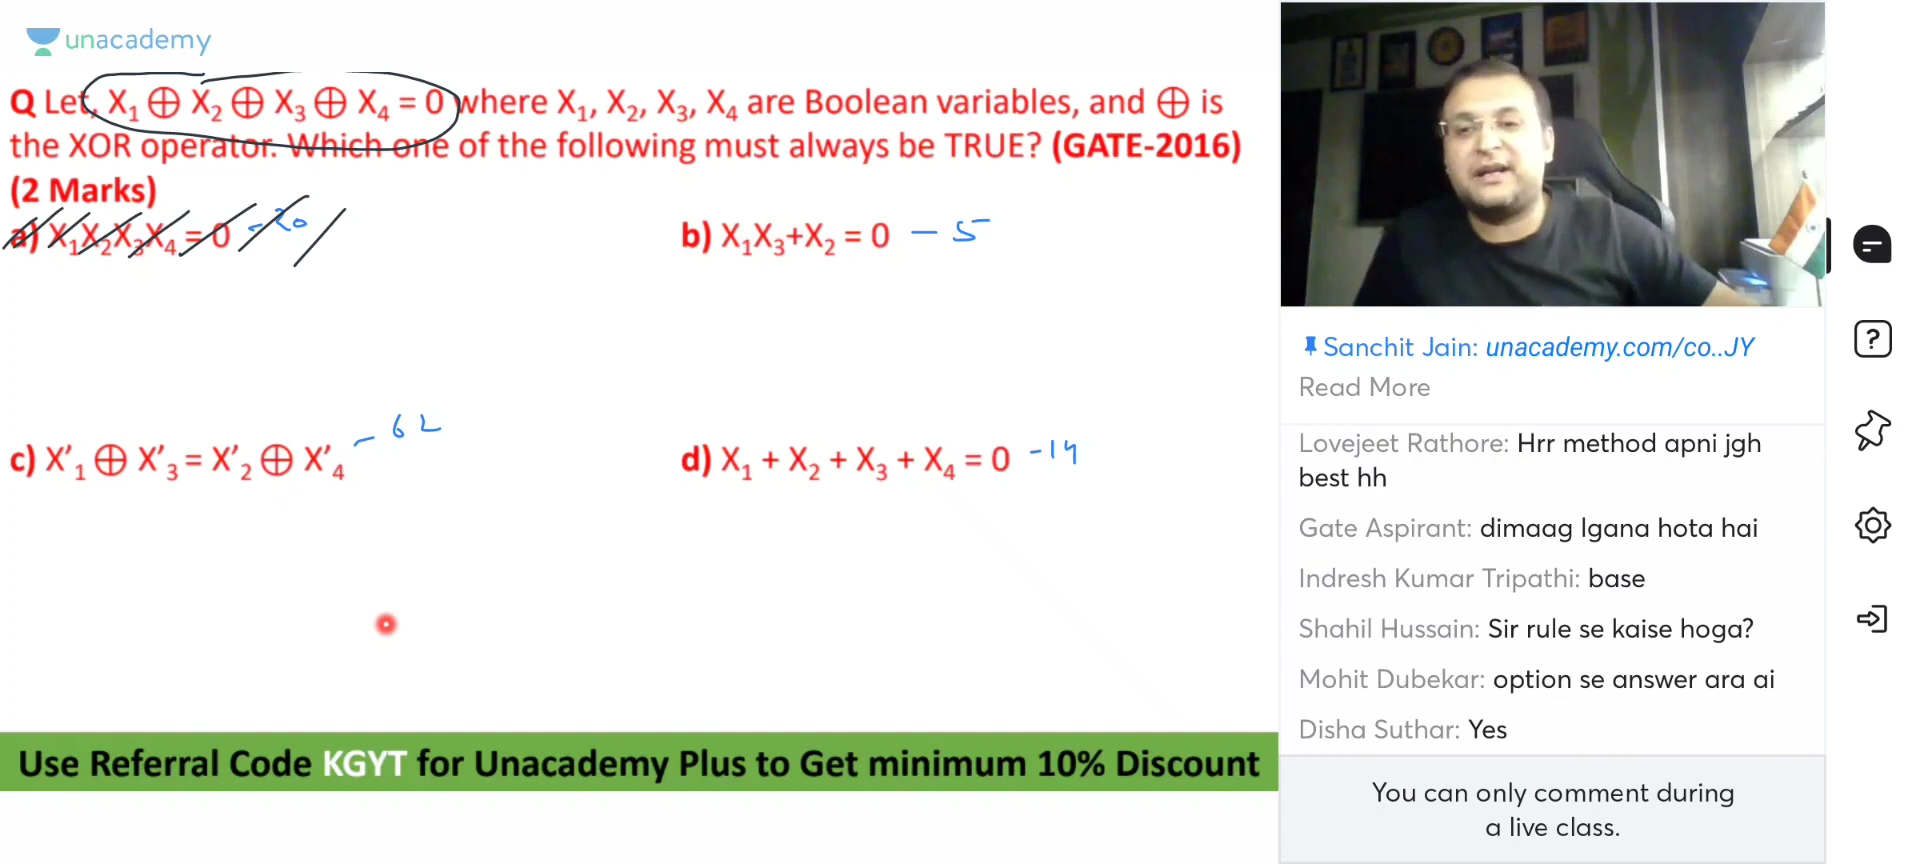 unacademy
Q Let, X₁ ⊕ X₂ ⊕ X₃ ⊕ X₄ = 0 where X₁, X₂, X₃, X₄ are Boolean variables, and ⊕ is
the XOR operator. Which one of the following must always be TRUE? (GATE-2016)
(2 Marks)
a) X₁X₂X₃X₄ = 0 - 20
b) X₁X₃+X₂ = 0 - 5
c) X'₁ ⊕ X'₃ = X'₂ ⊕ X'₄ - 62
d) X₁ + X₂ + X₃ + X₄ = 0 - 14
Use Referral Code KGYT for Unacademy Plus to Get minimum 10% Discount
Sanchit Jain: unacademy.com/co..JY
Read More
Lovejeet Rathore: Hrr method apni jgh
best hh
Gate Aspirant: dimaag lgana hota hai
Indresh Kumar Tripathi: base
Shahil Hussain: Sir rule se kaise hoga?
Mohit Dubekar: option se answer ara ai
Disha Suthar: Yes
You can only comment during
a live class.